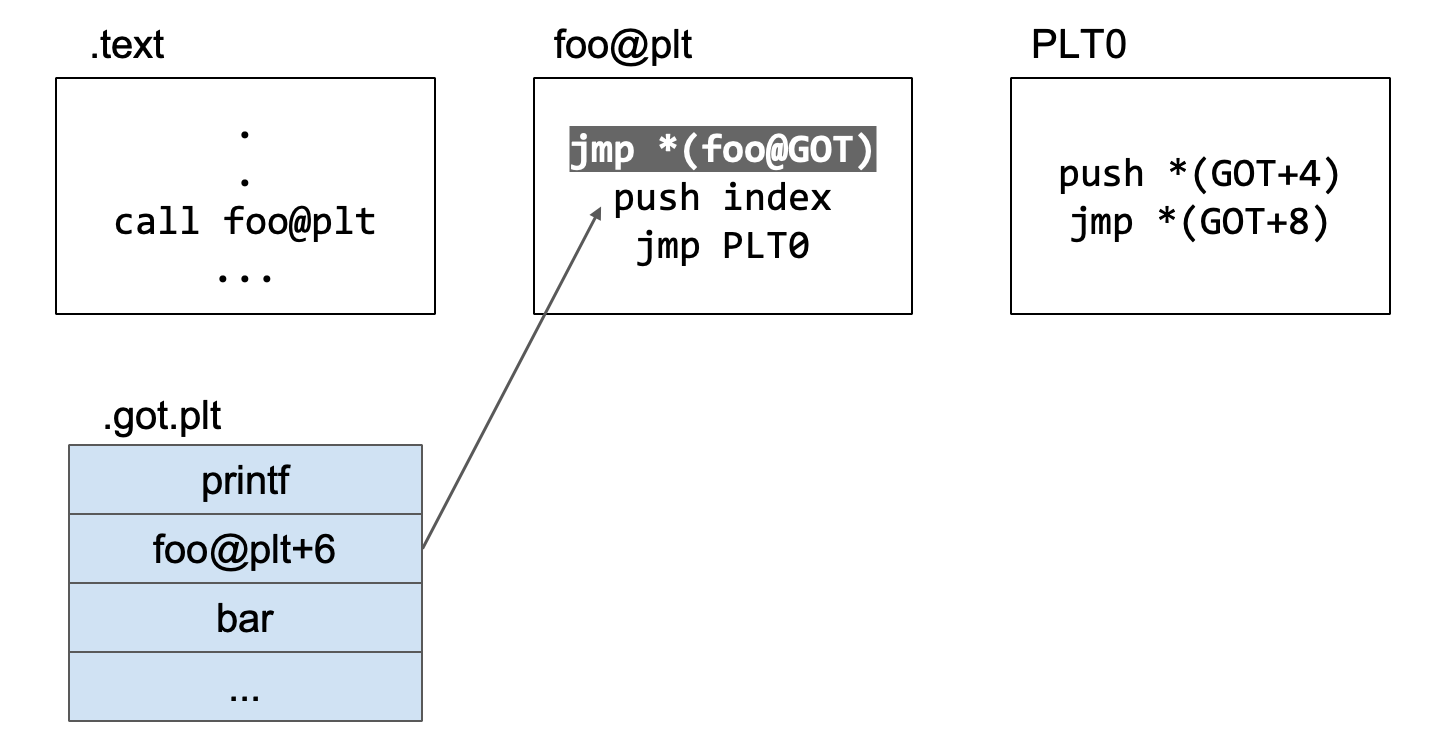 .text
.
.
call foo@plt
...
foo@plt
jmp *(foo@GOT)
push index
jmp PLT0
PLT0
push *(GOT+4)
jmp *(GOT+8)
.got.plt
printf
foo@plt+6
bar
...